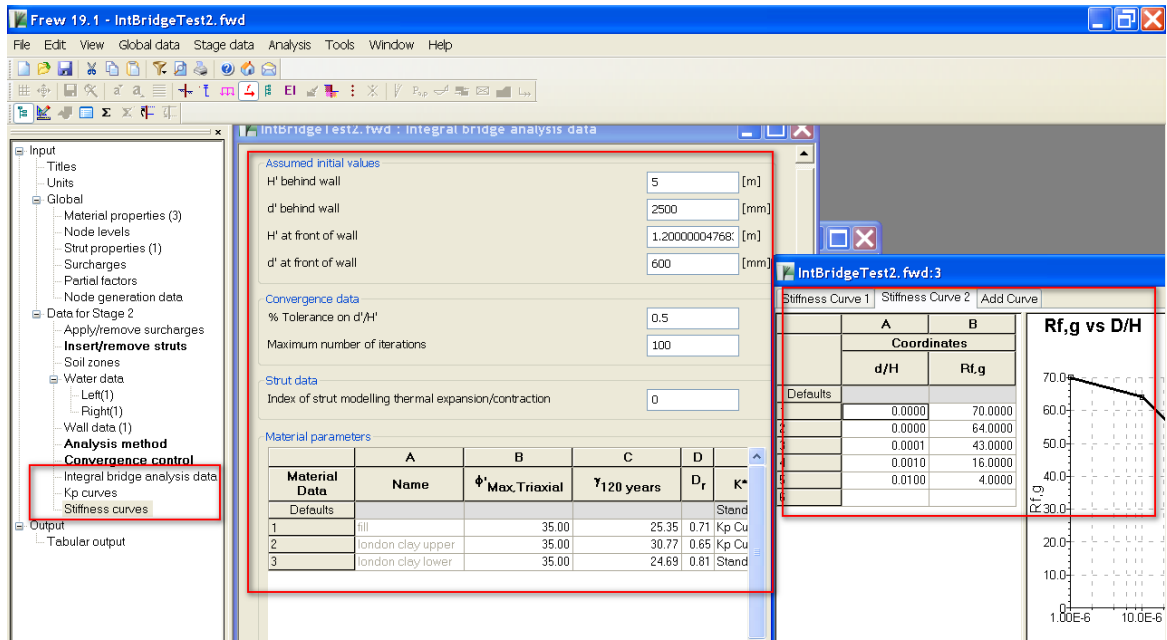 Frew 19.1 - IntBridgeTest2.fwd
File Edit View Global data Stage data Analysis Tools Window Help
Input
Titles
Units
Global
Material properties (3)
Node levels
Strut properties (1)
Surcharges
Partial factors
Node generation data
Data for Stage 2
Apply/remove surcharges
Insert/remove struts
Soil zones
Water data
Left(1)
Right(1)
Wall data (1)
Analysis method
Convergence control
Integral bridge analysis data
Kp curves
Stiffness curves
Output
Tabular output
IntBridgeTest2.fwd : Integral bridge analysis data
Assumed initial values
H' behind wall 5 [m]
d' behind wall 2500 [mm]
H' at front of wall 1.2000000476 [m]
d' at front of wall 600 [mm]
Convergence data
% Tolerance on d'/H' 0.5
Maximum number of iterations 100
Strut data
Index of strut modelling thermal expansion/contraction 0
Material parameters
A B C D
Material Data Name ϕ'Max,Triaxial γ120 years Dr K*
Defaults Stand
1 fill 35.00 25.35 0.71 Kp Cu
2 london clay upper 35.00 30.77 0.65 Kp Cu
3 london clay lower 35.00 24.69 0.81 Stand
IntBridgeTest2.fwd:3
Stiffness Curve 1 Stiffness Curve 2 Add Curve
A B
Coordinates
d/H Rf,g
Defaults
0.0000 70.0000
2 0.0000 64.0000
3 0.0001 43.0000
4 0.0010 16.0000
5 0.0100 4.0000
6
Rf,g vs D/H
70.0
60.0
50.0
40.0
30.0
20.0
10.0
.0
Rf,g
1.00E-6 10.0E-6